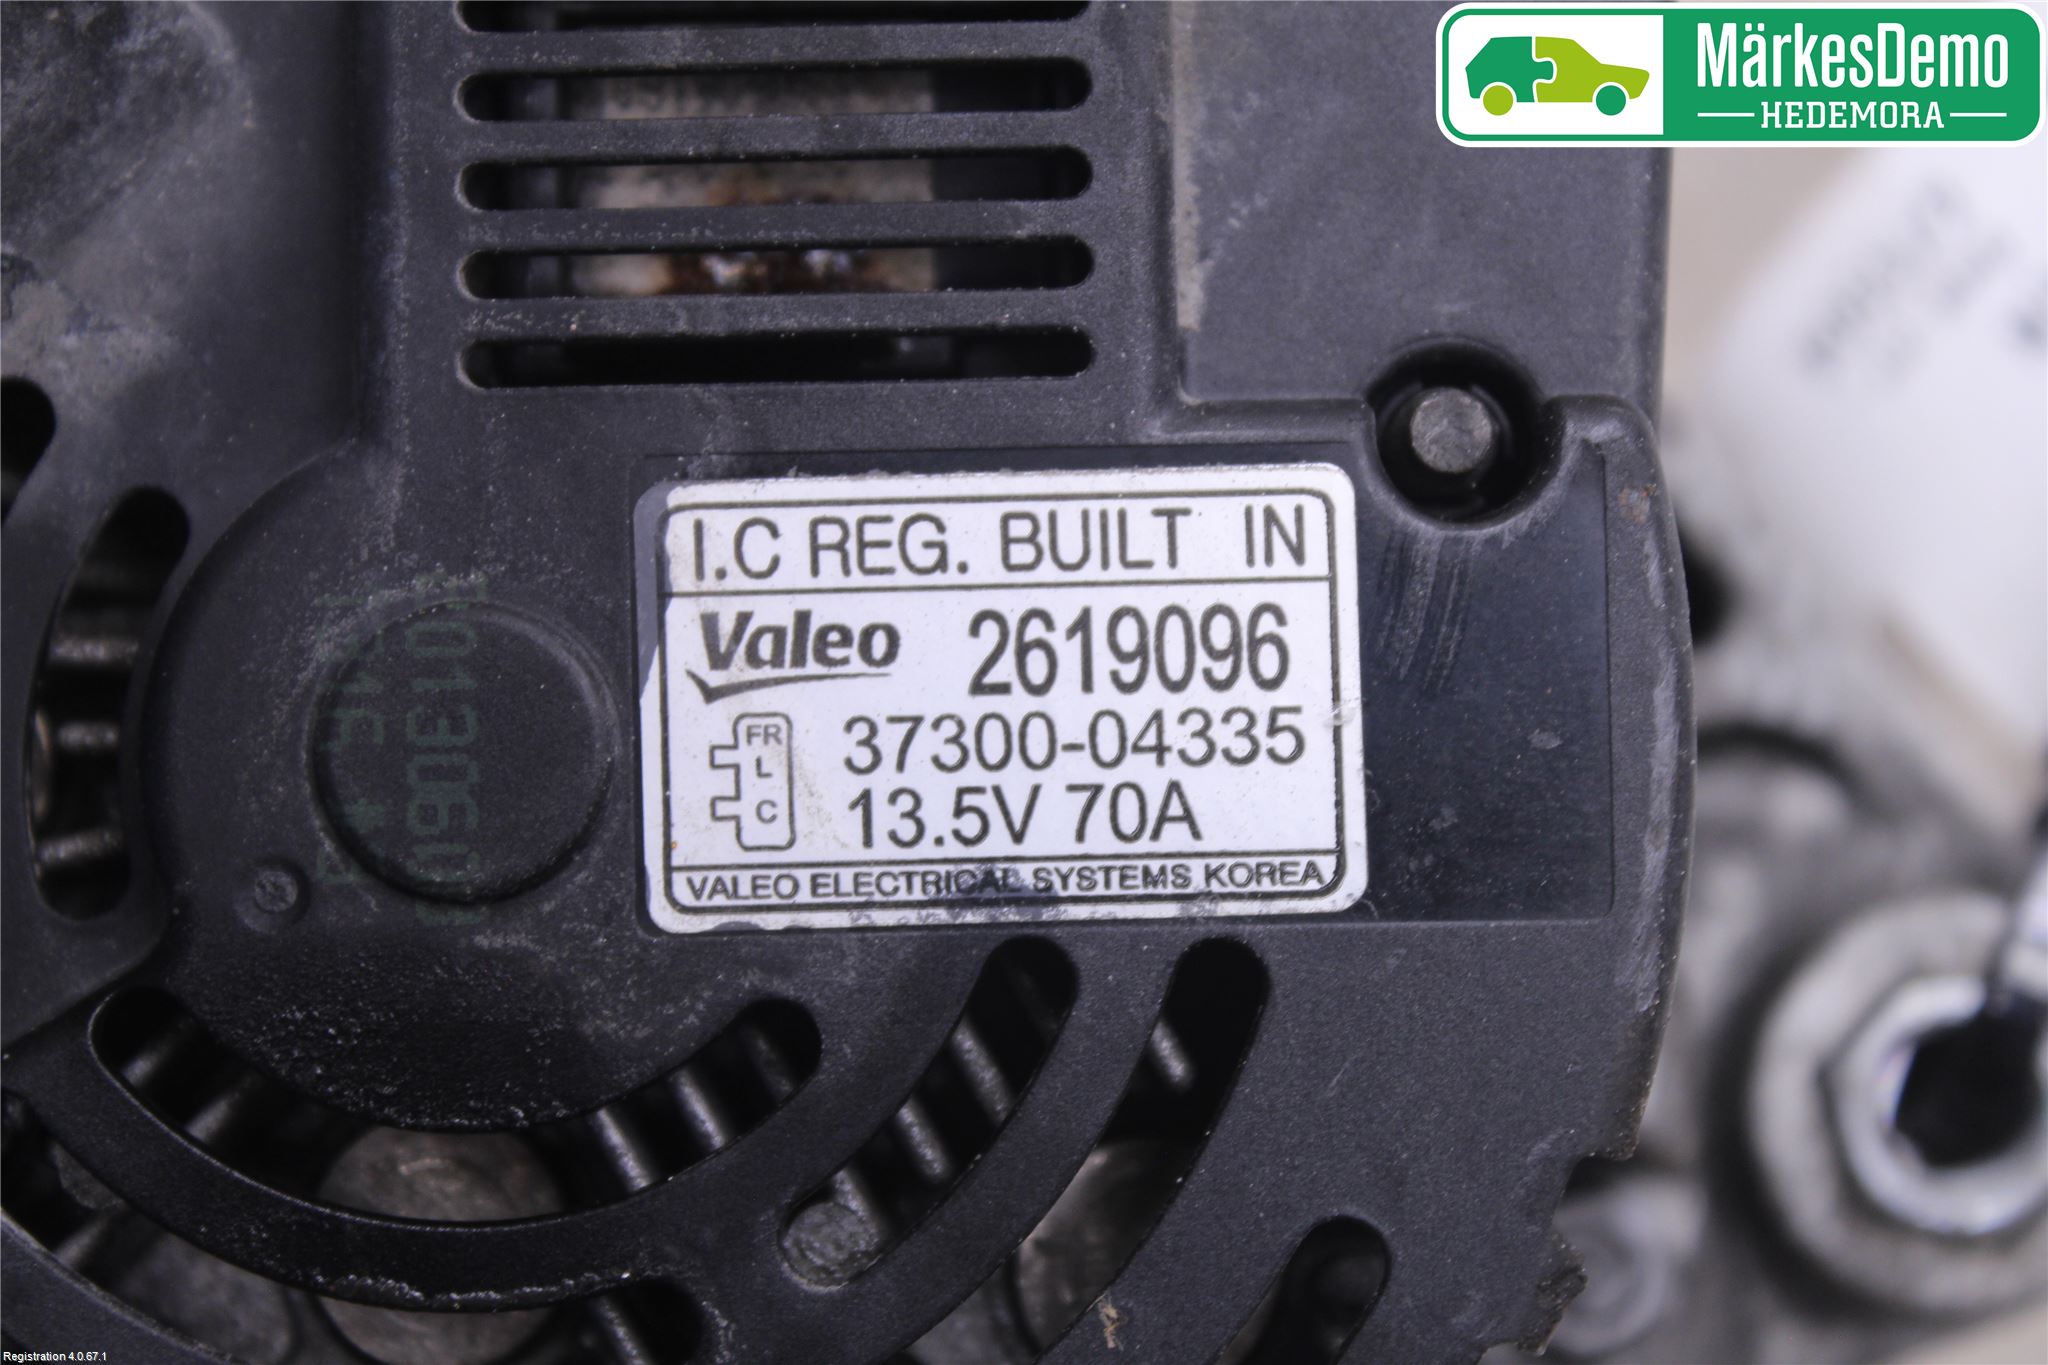 MärkesDemo
HEDEMORA
I.C REG. BUILT IN
Valeo 2619096
FR
L
C
37300-04335
13.5V 70A
VALEO ELECTRICAL SYSTEMS KOREA
Registration 4.0.67.1